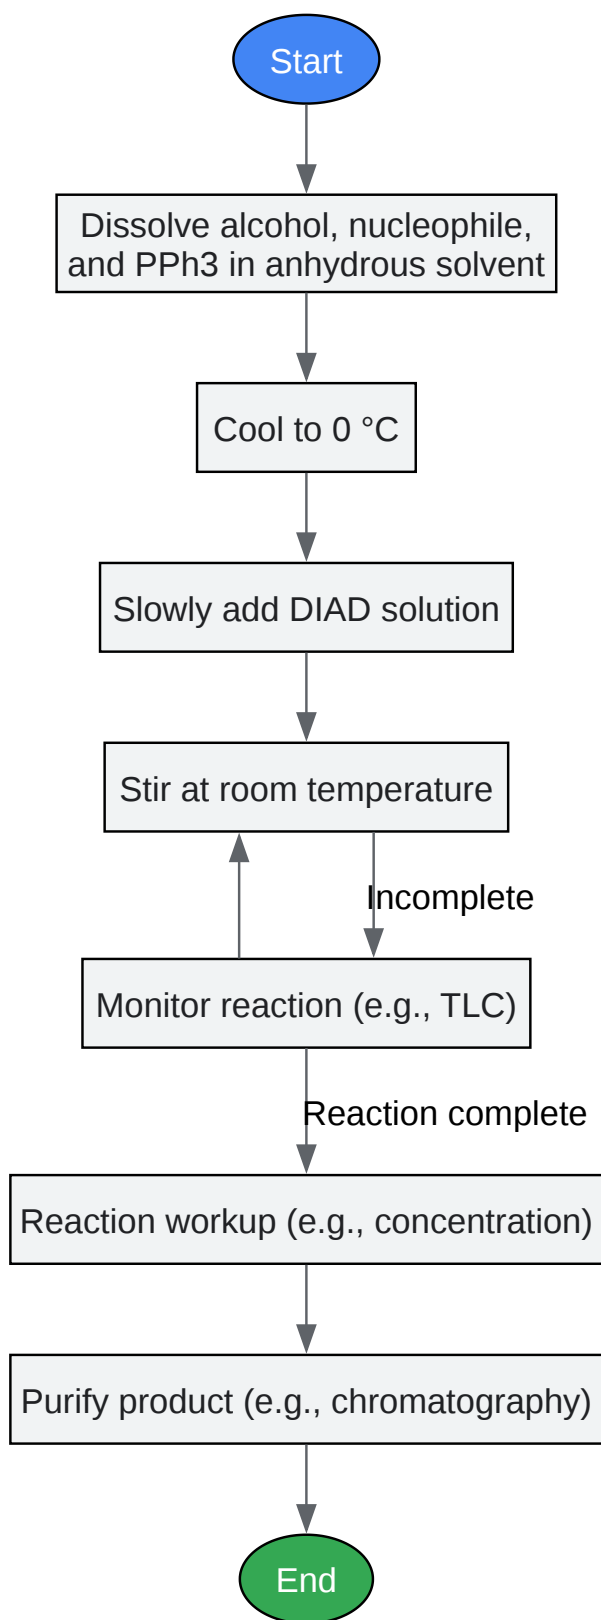 Start
Dissolve alcohol, nucleophile,
and PPh3 in anhydrous solvent
Cool to 0 °C
Slowly add DIAD solution
Stir at room temperature
Incomplete
Monitor reaction (e.g., TLC)
Reaction complete
Reaction workup (e.g., concentration)
Purify product (e.g., chromatography)
End